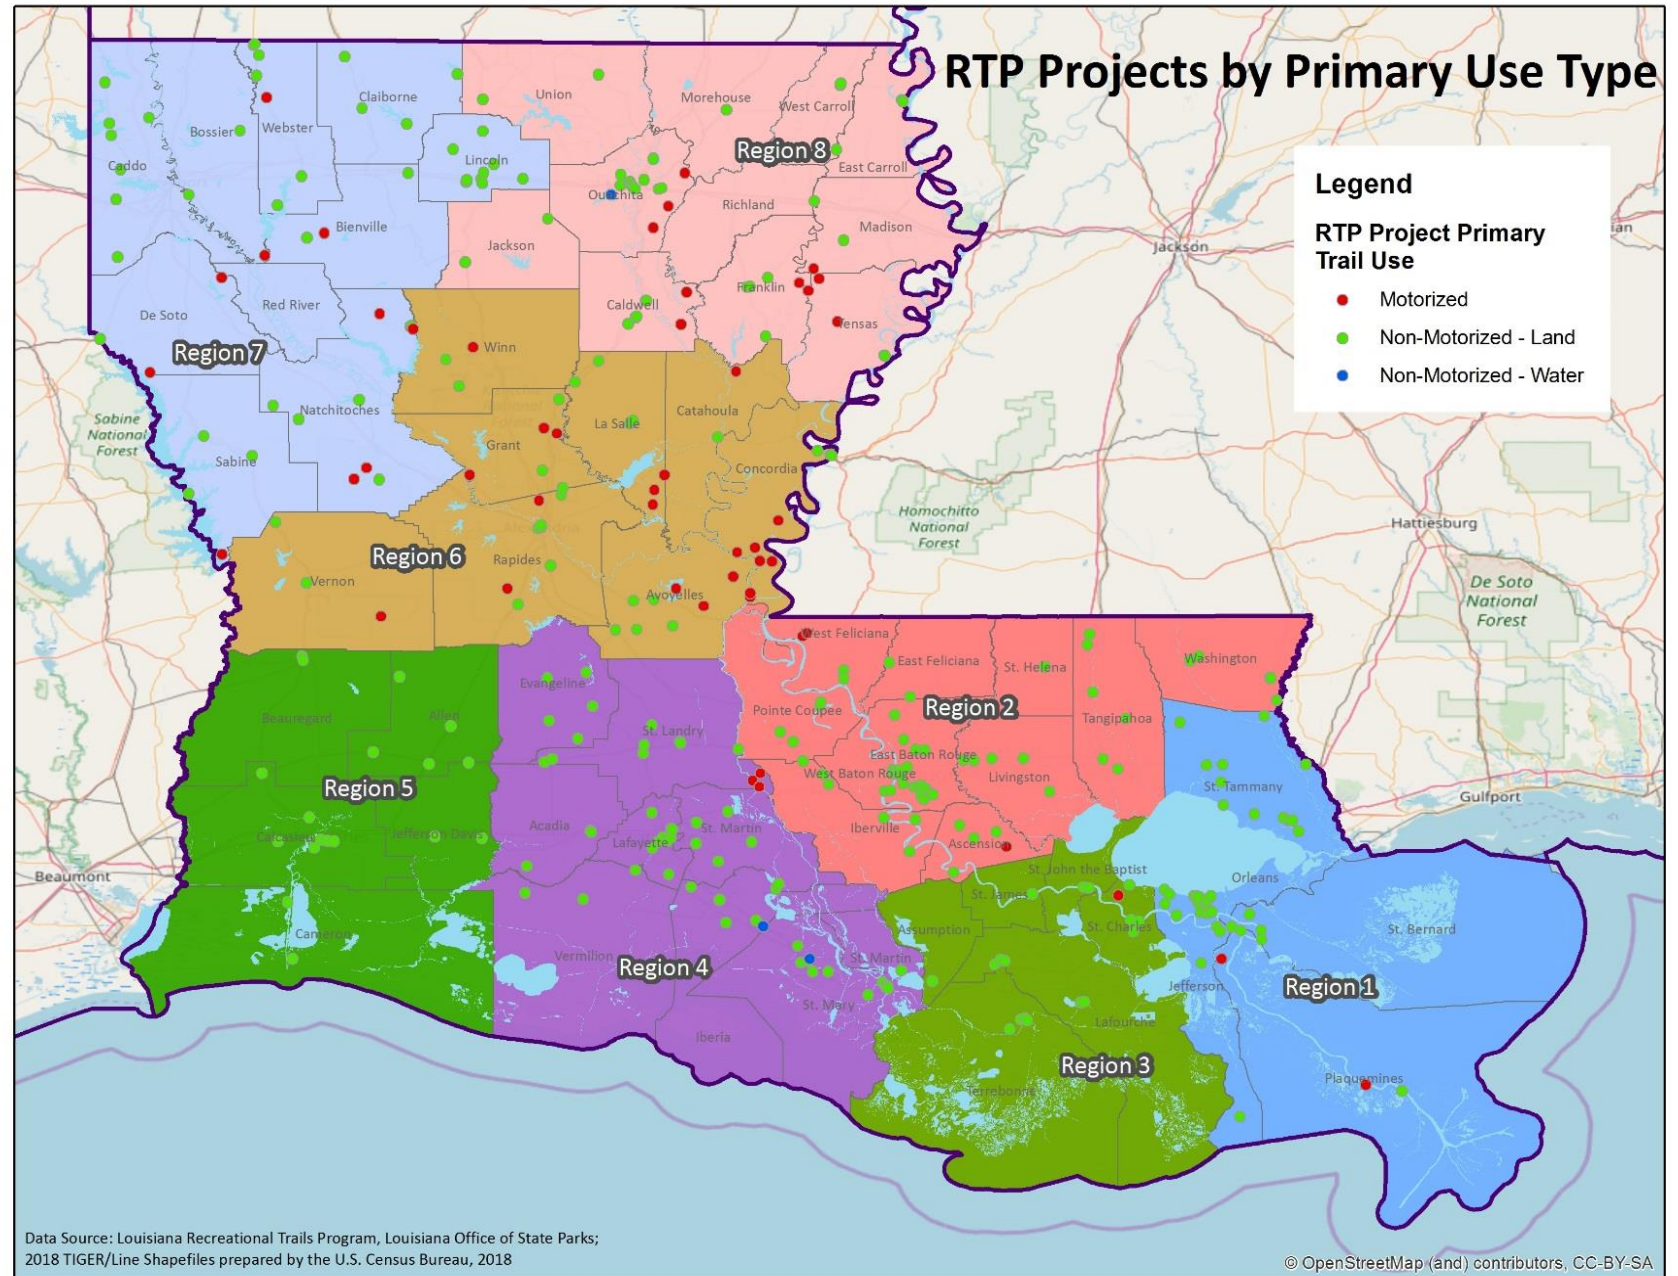 RTP Projects by Primary Use Type
Union
Morehouse
West Carroll
Claiborne
Bossier
Webster
Region 8
Caddo
Lincoln
East Carroll
Legend
Ouachita
Richland
RTP Project Primary
Trail Use
Bienville
Madison
Jackson
Jackson
Motorized
Franklin
Red River
Caldwell
De Soto
Tensas
Non-Motorized - Land
Region 7
Winn
Non-Motorized - Water
Natchitoches
Catahoula
Sabine
National
Forest
La Salle
Grant
Sabine
Concordia
Homochitto
National
Forest
Hattiesburg
Alexandria
Region 6
Rapides
Vernon
De Soto
National
Forest
Avoyelles
West Feliciana
East Feliciana
St. Helena
Washington
Evangeline
Pointe Coupee
Region 2
Beauregard
Allen
Tangipahoa
St. Landry
East Baton Rouge
West Baton Rouge
Livingston
Region 5
St. Tammany
Gulfport
Acadia
St. Martin
Iberville
Calcasieu
Jefferson Davis
Lafayette
Ascension
Beaumont
St. John the Baptist
Orleans
St. James
St. Charles
Assumption
St. Bernard
Cameron
Vermilion
Region 4
St. Martin
Jefferson
Region 1
St. Mary
Lafourche
Iberia
Region 3
Plaquemines
Terrebonne
Data Source: Louisiana Recreational Trails Program, Louisiana Office of State Parks;
2018 TIGER/Line Shapefiles prepared by the U.S. Census Bureau, 2018
© OpenStreetMap (and) contributors, CC-BY-SA